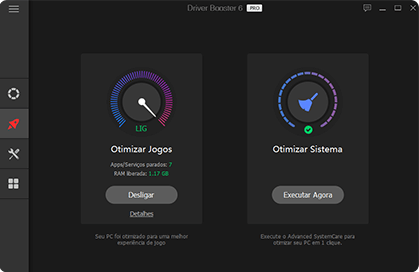 Driver Booster 6 PRO
LIG
Otimizar Jogos
Apps/Serviços parados: 7
RAM liberada: 1.17 GB
Desligar
Detalhes
Seu PC foi otimizado para uma melhor
experiência de jogo
Otimizar Sistema
Executar Agora
Execute o Advanced SystemCare para
otimizar seu PC em 1 clique.